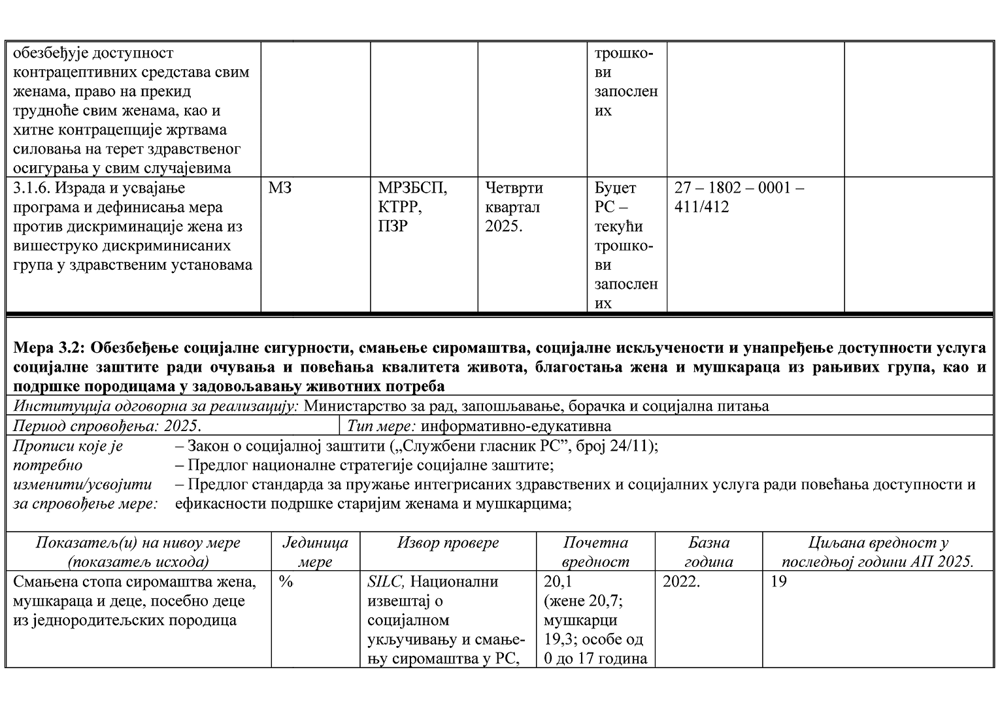 обезбеђује доступност
контрацептивних средстава свим
женама, право на прекид
трудноће свим женама, као и
хитне контрацепције жртвама
силовања на терет здравственог
осигурања у свим случајевима
трошко-
ви
запослен
их
3.1.6. Израда и усвајање
програма и дефинисања мера
против дискриминације жена из
вишеструко дискриминисаних
група у здравственим установама
МЗ
МРЗБСП,
КТРР,
ПЗР
Четврти
квартал
2025.
Буџет
РС –
текући
трошко-
ви
запослен
их
27 – 1802 – 0001 –
411/412
Мера 3.2: Обезбеђење социјалне сигурности, смањење сиромаштва, социјалне искључености и унапређење доступности услуга
социјалне заштите ради очувања и повећања квалитета живота, благостања жена и мушкараца из рањивих група, као и
подршке породицама у задовољавању животних потреба
Институција одговорна за реализацију: Министарство за рад, запошљавање, борачка и социјална питања
Период спровођења: 2025.
Тип мере: информативно-едукативна
Прописи које је
потребно
изменити/усвојити
за спровођење мере:
– Закон о социјалној заштити („Службени гласник РС”, број 24/11);
– Предлог националне стратегије социјалне заштите;
– Предлог стандарда за пружање интегрисаних здравствених и социјалних услуга ради повећања доступности и
ефикасности подршке старијим женама и мушкарцима;
Показатељ(и) на нивоу мере
(показатељ исхода)
Јединица
мере
Извор провере
Почетна
вредност
Базна
година
Циљана вредност у
последњој години АП 2025.
Смањена стопа сиромаштва жена,
мушкараца и деце, посебно деце
из једнородитељских породица
%
SILC, Национални
извештај о
социјалном
укључивању и смање-
њу сиромаштва у РС,
20,1
(жене 20,7;
мушкарци
19,3; особе од
0 до 17 година
2022.
19